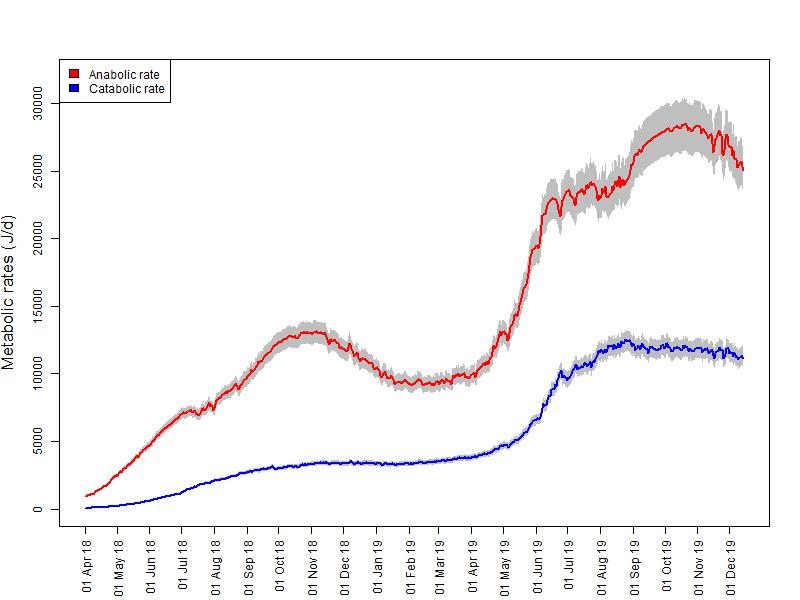 Anabolic rate
Catabolic rate
Metabolic rates (J/d)
30000
25000
20000
15000
10000
5000
0
01 Apr 18
01 May 18
01 Jun 18
01 Jul 18
01 Aug 18
01 Sep 18
01 Oct 18
01 Nov 18
01 Dec 18
01 Jan 19
01 Feb 19
01 Mar 19
01 Apr 19
01 May 19
01 Jun 19
01 Jul 19
01 Aug 19
01 Sep 19
01 Oct 19
01 Nov 19
01 Dec 19